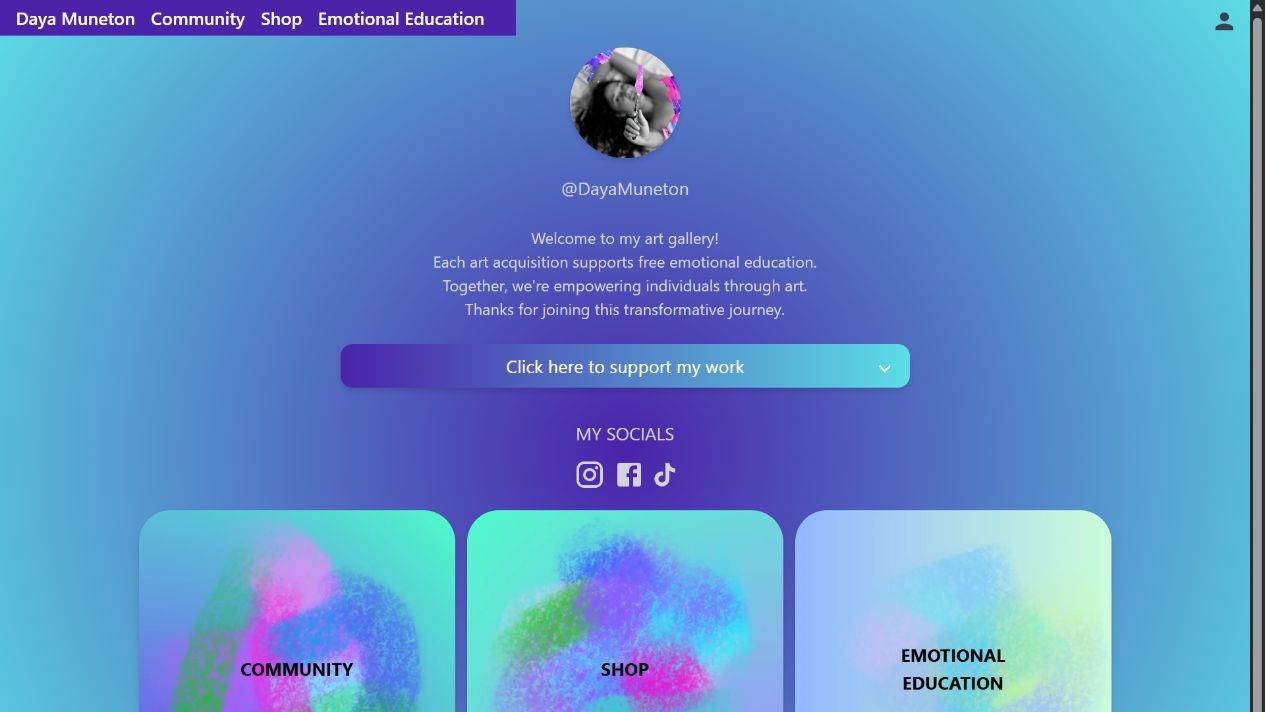 Daya Muneton Community Shop Emotional Education
@DayaMuneton
Welcome to my art gallery!
Each art acquisition supports free emotional education.
Together, we're empowering individuals through art.
Thanks for joining this transformative journey.
Click here to support my work
MY SOCIALS
COMMUNITY
SHOP
EMOTIONAL
EDUCATION